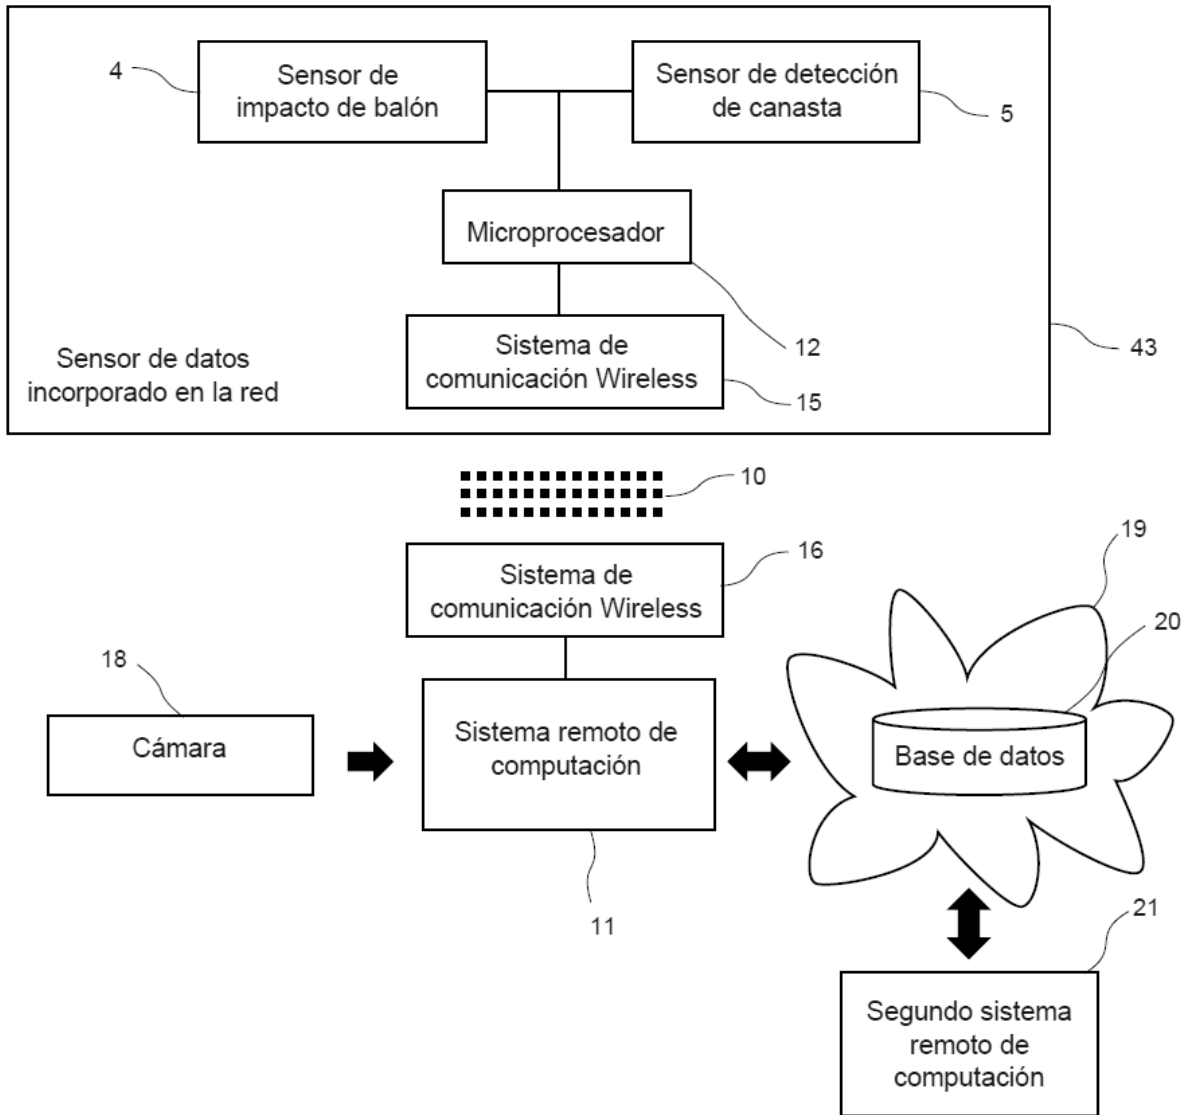 4
Sensor de
impacto de balón
Sensor de detección
de canasta
5
Microprocesador
12
Sistema de
comunicación Wireless
15
43
Sensor de datos
incorporado en la red
10
16
Sistema de
comunicación Wireless
19
20
18
Cámara
Sistema remoto de
computación
Base de datos
11
21
Segundo sistema
remoto de
computación